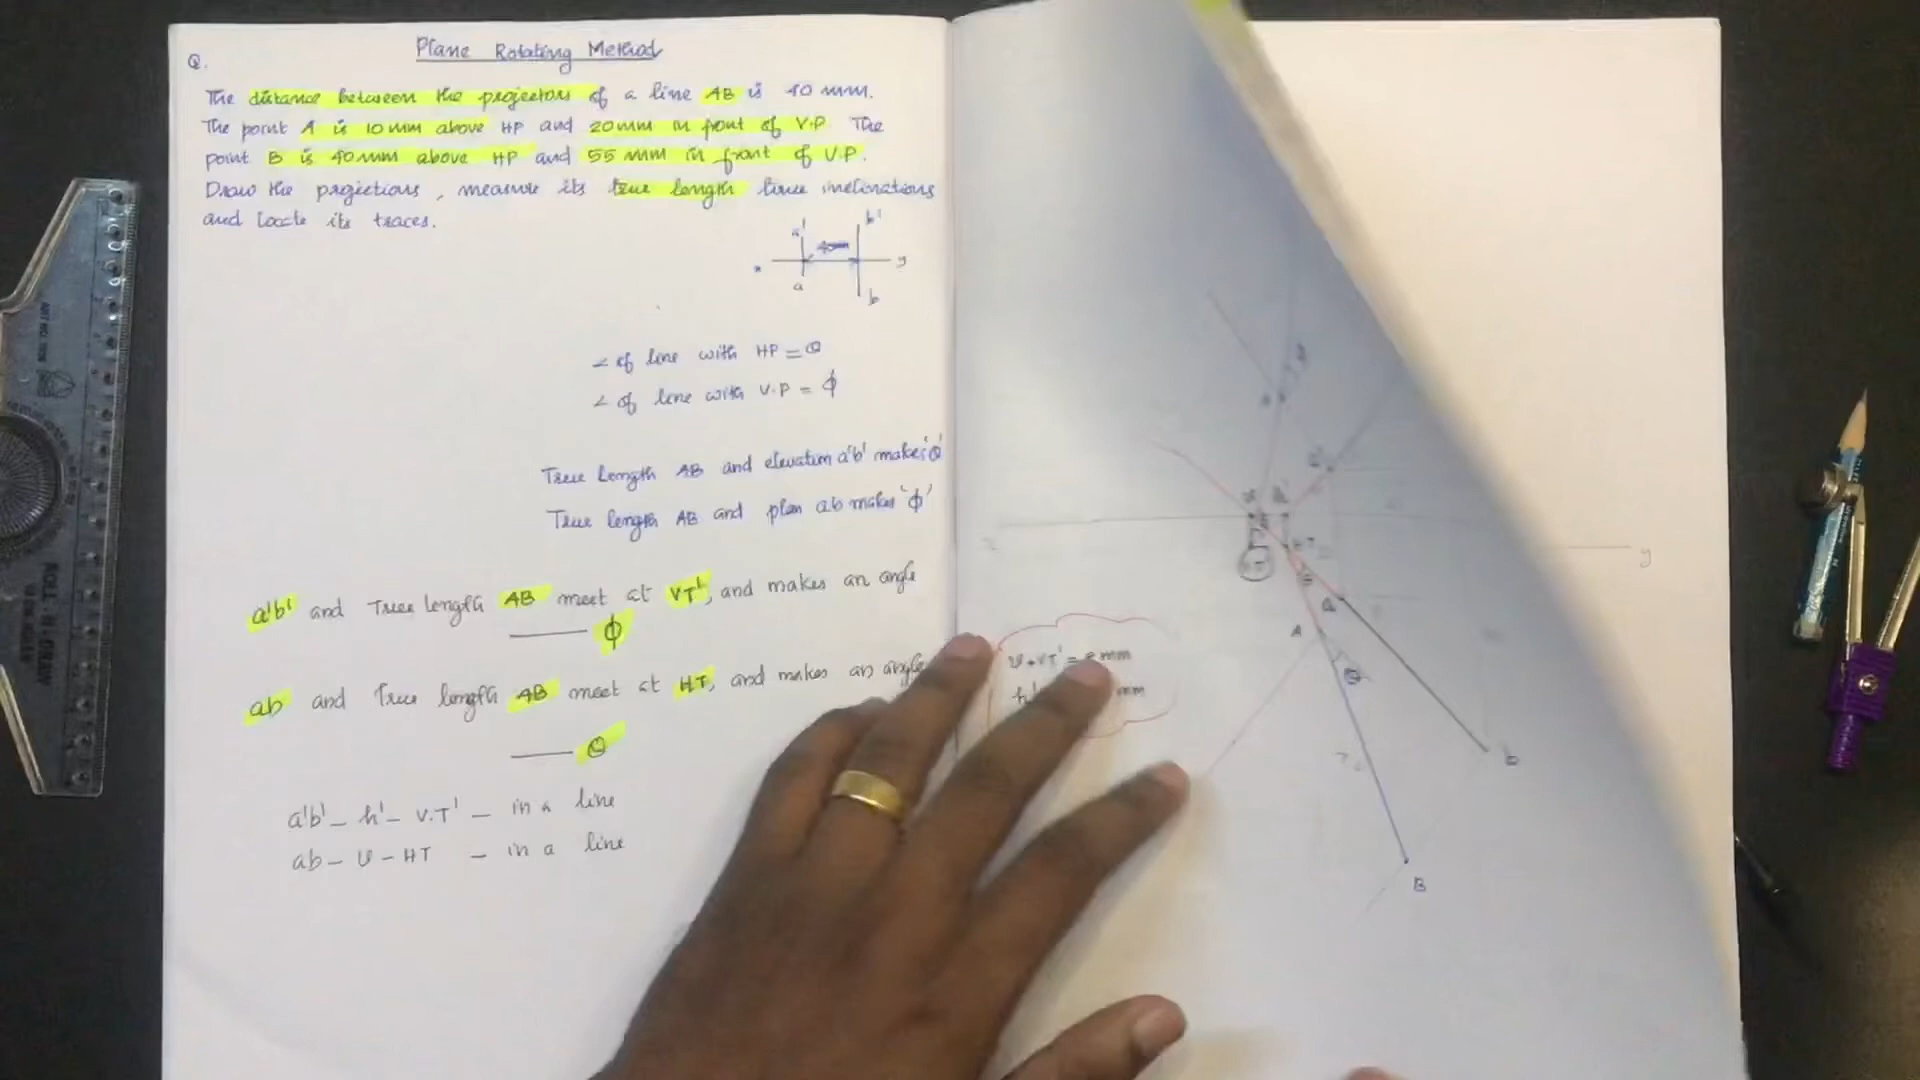 Plane Rotating Method
Q.
The distance between the projectors of a line AB is 40 mm.
The point A is 10 mm above HP and 20 mm in front of V.P. The
point B is 40 mm above HP and 55 mm in front of V.P.
Draw the projections, measure its true length true inclinations
and locate its traces.
a' b'
x y
a b
∠ of line with HP = θ
∠ of line with V.P = ϕ
True Length AB and elevation a'b' makes 'θ'
True length AB and plan ab makes 'ϕ'
a'b' and True length AB meet at VT', and makes an angle
ϕ
ab and True length AB meet at HT, and makes an angle
θ
a'b' – h' – V.T' – in a line
ab – v – HT – in a line
y
θ
A
θ
b
TL
B
mm
mm
ROLL-N-DRAW